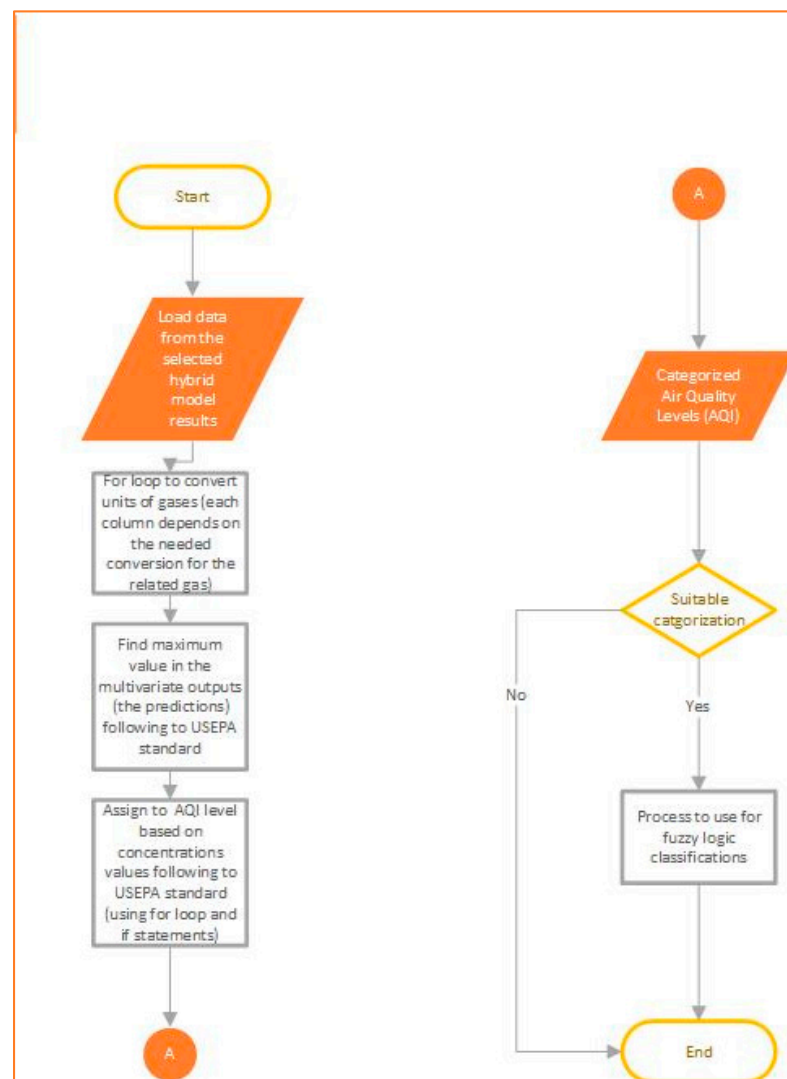 Start
Load data
from the
selected
hybrid
model
results
For loop to convert
units of gases (each
column depends on
the needed
conversion for the
related gas)
Find maximum
value in the
multivariate outputs
(the predictions)
following to USEPA
standard
Assign to AQI level
based on
concentrations
values following to
USEPA standard
(using for loop and
if statements)
A
A
Categorized
Air Quality
Levels (AQI)
Suitable
catgorization
No
Yes
Process to use for
fuzzy logic
classifications
End